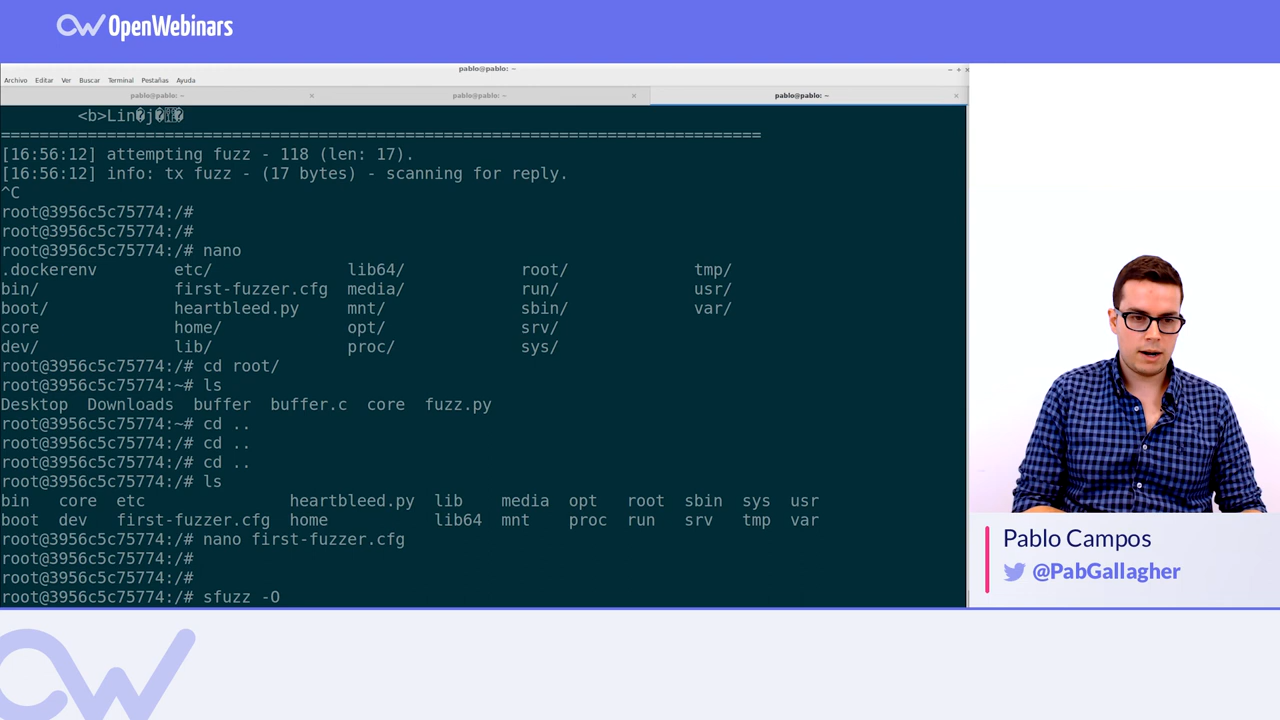 OpenWebinars
pablo@pablo: ~
Archivo Editar Ver Buscar Terminal Pestañas Ayuda
pablo@pablo: ~ pablo@pablo: ~ pablo@pablo: ~
<b>Lin�j�
================================================================================
[16:56:12] attempting fuzz - 118 (len: 17).
[16:56:12] info: tx fuzz - (17 bytes) - scanning for reply.
^C
root@3956c5c75774:/#
root@3956c5c75774:/#
root@3956c5c75774:/# nano
.dockerenv etc/ lib64/ root/ tmp/
bin/ first-fuzzer.cfg media/ run/ usr/
boot/ heartbleed.py mnt/ sbin/ var/
core home/ opt/ srv/
dev/ lib/ proc/ sys/
root@3956c5c75774:/# cd root/
root@3956c5c75774:~# ls
Desktop Downloads buffer buffer.c core fuzz.py
root@3956c5c75774:~# cd ..
root@3956c5c75774:/# cd ..
root@3956c5c75774:/# cd ..
root@3956c5c75774:/# ls
bin core etc heartbleed.py lib media opt root sbin sys usr
boot dev first-fuzzer.cfg home lib64 mnt proc run srv tmp var
root@3956c5c75774:/# nano first-fuzzer.cfg
root@3956c5c75774:/#
root@3956c5c75774:/#
root@3956c5c75774:/# sfuzz -O
Pablo Campos
@PabGallagher